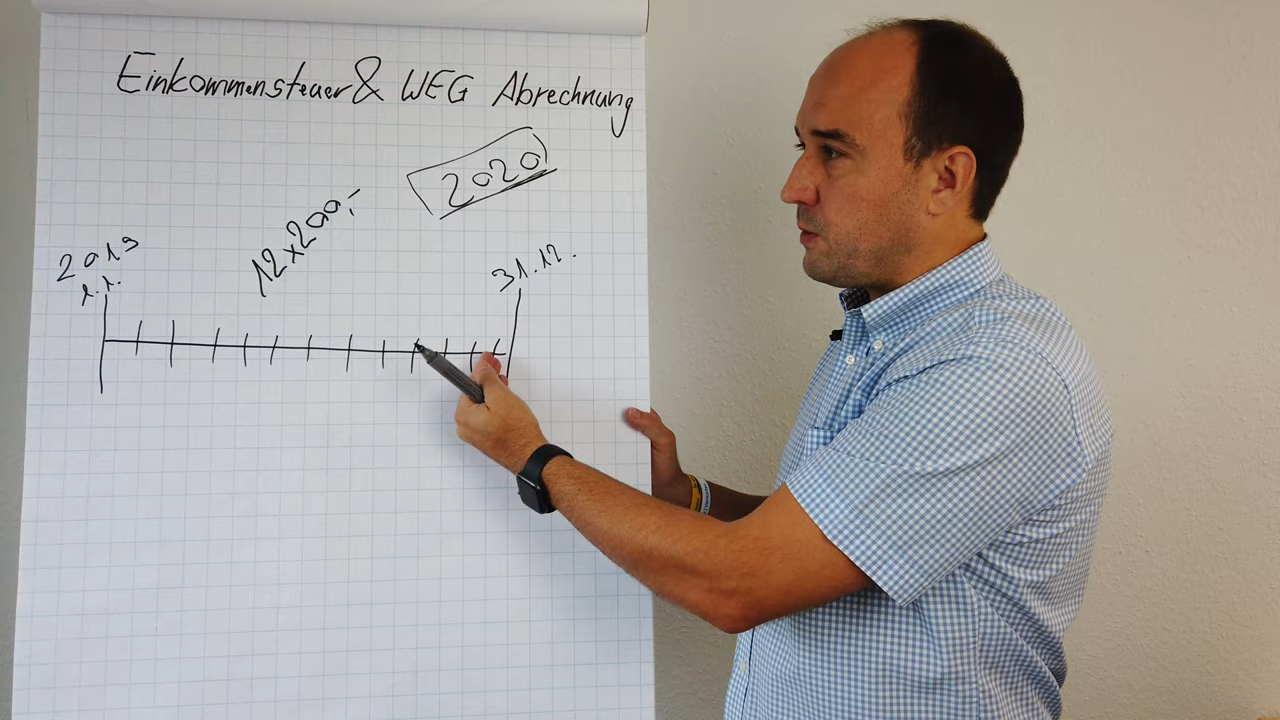 Einkommensteuer & WEG Abrechnung
2020
12x200,-
2019
1.1.
31.12.